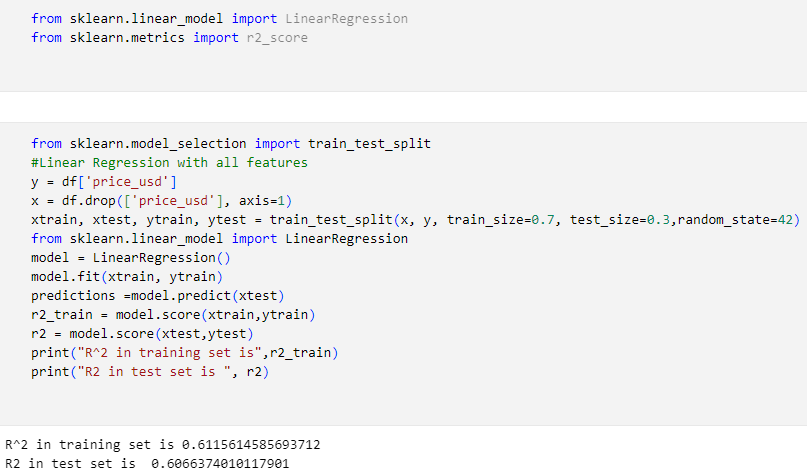 from sklearn.linear_model import LinearRegression
from sklearn.metrics import r2_score
from sklearn.model_selection import train_test_split
#Linear Regression with all features
y = df['price_usd']
x = df.drop(['price_usd'], axis=1)
xtrain, xtest, ytrain, ytest = train_test_split(x, y, train_size=0.7, test_size=0.3,random_state=42)
from sklearn.linear_model import LinearRegression
model = LinearRegression()
model.fit(xtrain, ytrain)
predictions =model.predict(xtest)
r2_train = model.score(xtrain,ytrain)
r2 = model.score(xtest,ytest)
print("R^2 in training set is",r2_train)
print("R2 in test set is ", r2)
R^2 in training set is 0.6115614585693712
R2 in test set is  0.6066374010117901